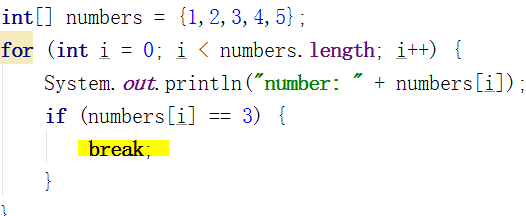 int[] numbers = {1,2,3,4,5};
for (int i = 0; i < numbers.length; i++) {
    System.out.println("number: " + numbers[i]);
    if (numbers[i] == 3) {
        break;
    }
}